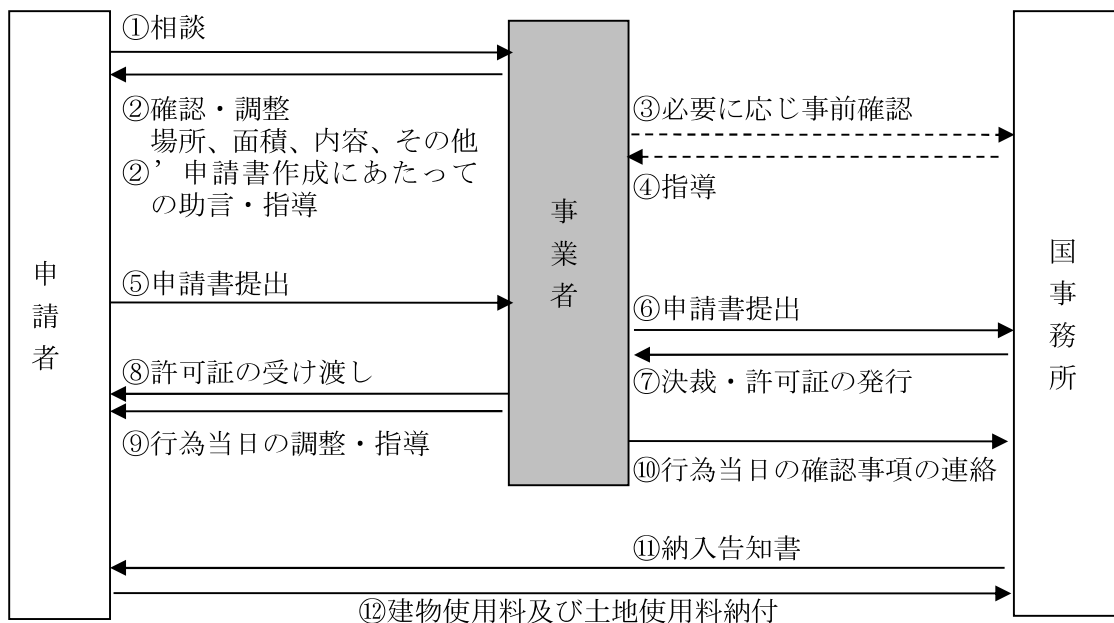 ①相談
②確認・調整
場所、面積、内容、その他
②’申請書作成にあたって
の助言・指導
③必要に応じ事前確認
④指導
申請者
事業者
国事務所
⑤申請書提出
⑥申請書提出
⑦決裁・許可証の発行
⑧許可証の受け渡し
⑨行為当日の調整・指導
⑩行為当日の確認事項の連絡
⑪納入告知書
⑫建物使用料及び土地使用料納付